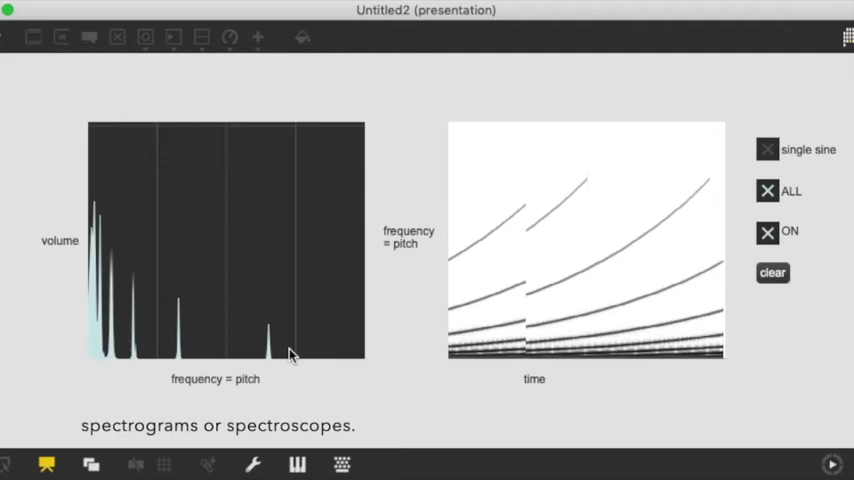 Untitled2 (presentation)
single sine
ALL
volume
frequency
= pitch
ON
clear
frequency = pitch
time
spectrograms or spectroscopes.